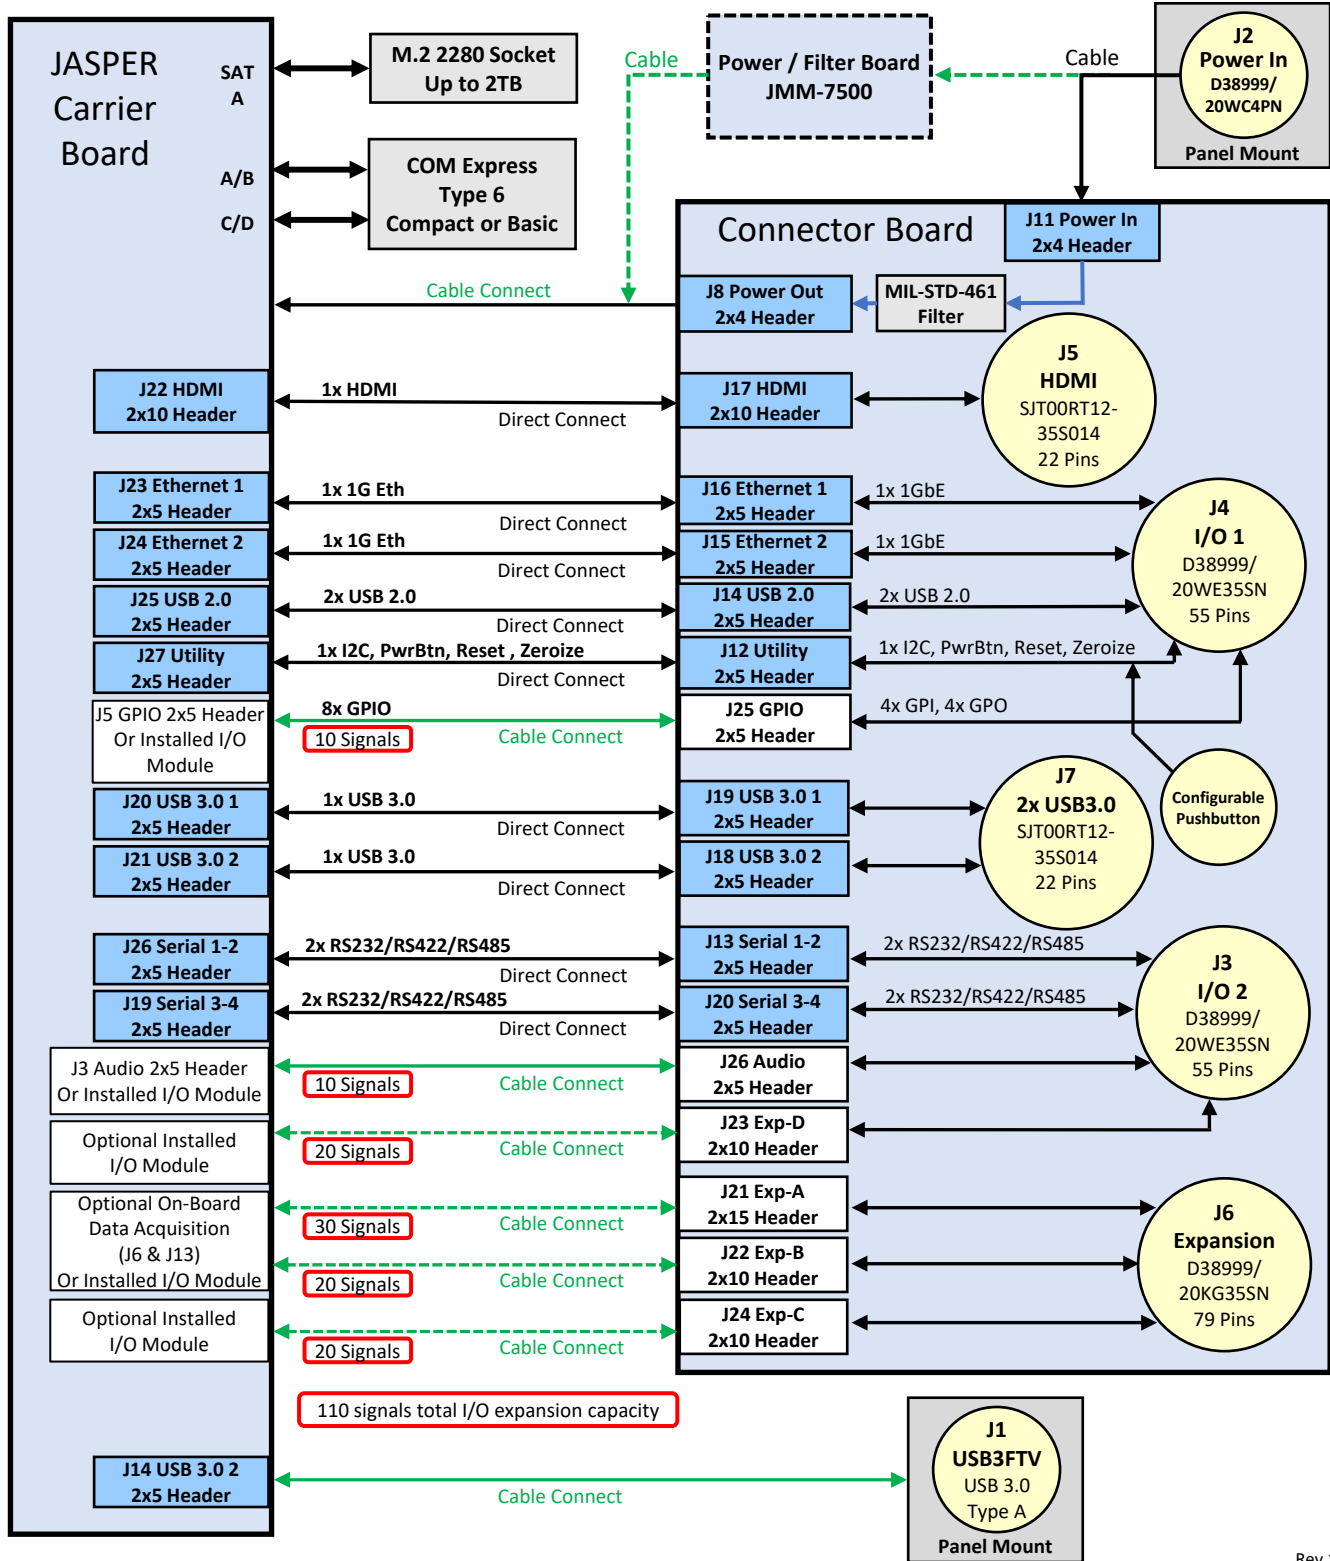 JASPER
Carrier
Board
SAT
A
A/B
C/D
M.2 2280 Socket
Up to 2TB
COM Express
Type 6
Compact or Basic
Cable
Power / Filter Board
JMM-7500
Cable
J2
Power In
D38999/
20WC4PN
Panel Mount
Connector Board
J11 Power In
2x4 Header
Cable Connect
J8 Power Out
2x4 Header
MIL-STD-461
Filter
J22 HDMI
2x10 Header
1x HDMI
Direct Connect
J17 HDMI
2x10 Header
J5
HDMI
SJT00RT12-
35S014
22 Pins
J23 Ethernet 1
2x5 Header
1x 1G Eth
Direct Connect
J16 Ethernet 1
2x5 Header
1x 1GbE
J24 Ethernet 2
2x5 Header
1x 1G Eth
Direct Connect
J15 Ethernet 2
2x5 Header
1x 1GbE
J25 USB 2.0
2x5 Header
2x USB 2.0
Direct Connect
J14 USB 2.0
2x5 Header
2x USB 2.0
J27 Utility
2x5 Header
1x I2C, PwrBtn, Reset , Zeroize
Direct Connect
J12 Utility
2x5 Header
1x I2C, PwrBtn, Reset, Zeroize
J4
I/O 1
D38999/
20WE35SN
55 Pins
J5 GPIO 2x5 Header
Or Installed I/O
Module
8x GPIO
10 Signals
Cable Connect
J25 GPIO
2x5 Header
4x GPI, 4x GPO
Configurable
Pushbutton
J20 USB 3.0 1
2x5 Header
1x USB 3.0
Direct Connect
J19 USB 3.0 1
2x5 Header
J21 USB 3.0 2
2x5 Header
1x USB 3.0
Direct Connect
J18 USB 3.0 2
2x5 Header
J7
2x USB3.0
SJT00RT12-
35S014
22 Pins
J26 Serial 1-2
2x5 Header
2x RS232/RS422/RS485
Direct Connect
J13 Serial 1-2
2x5 Header
2x RS232/RS422/RS485
J19 Serial 3-4
2x5 Header
2x RS232/RS422/RS485
Direct Connect
J20 Serial 3-4
2x5 Header
2x RS232/RS422/RS485
J3
I/O 2
D38999/
20WE35SN
55 Pins
J3 Audio 2x5 Header
Or Installed I/O Module
10 Signals
Cable Connect
J26 Audio
2x5 Header
Optional Installed
I/O Module
20 Signals
Cable Connect
J23 Exp-D
2x10 Header
Optional On-Board
Data Acquisition
(J6 & J13)
Or Installed I/O Module
30 Signals
Cable Connect
J21 Exp-A
2x15 Header
20 Signals
Cable Connect
J22 Exp-B
2x10 Header
Optional Installed
I/O Module
20 Signals
Cable Connect
J24 Exp-C
2x10 Header
J6
Expansion
D38999/
20KG35SN
79 Pins
110 signals total I/O expansion capacity
J14 USB 3.0 2
2x5 Header
Cable Connect
J1
USB3FTV
USB 3.0
Type A
Panel Mount
Rev